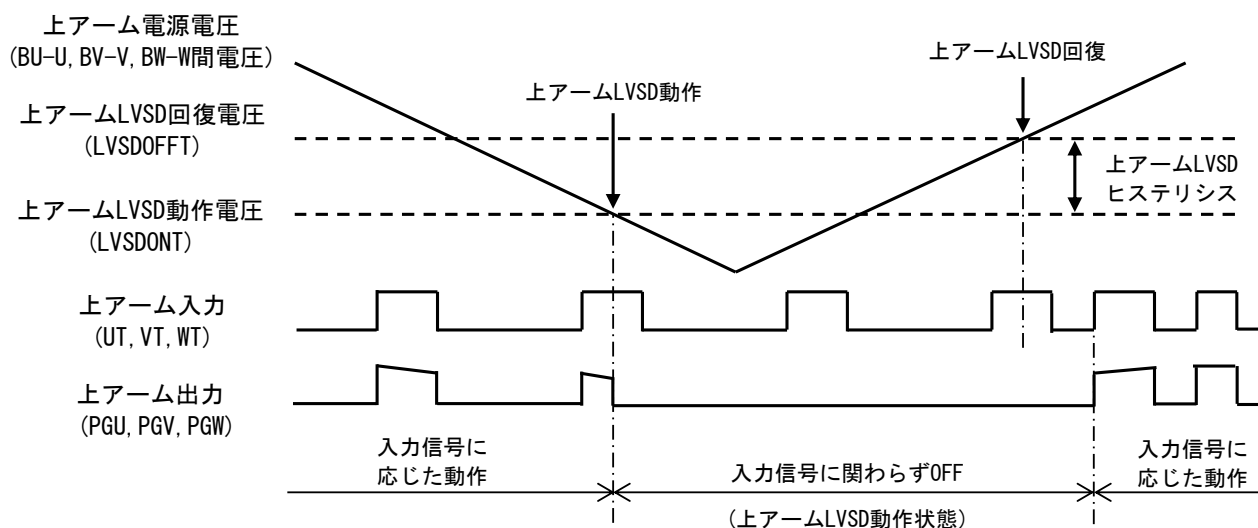 上アーム電源電圧
(BU-U, BV-V, BW-W間電圧)
上アームLVSD回復
上アームLVSD動作
上アームLVSD回復電圧
(LVSDOFFT)
上アームLVSD
ヒステリシス
上アームLVSD動作電圧
(LVSDONT)
上アーム入力
(UT, VT, WT)
上アーム出力
(PGU, PGV, PGW)
入力信号に
応じた動作
入力信号に関わらずOFF
(上アームLVSD動作状態)
入力信号に
応じた動作